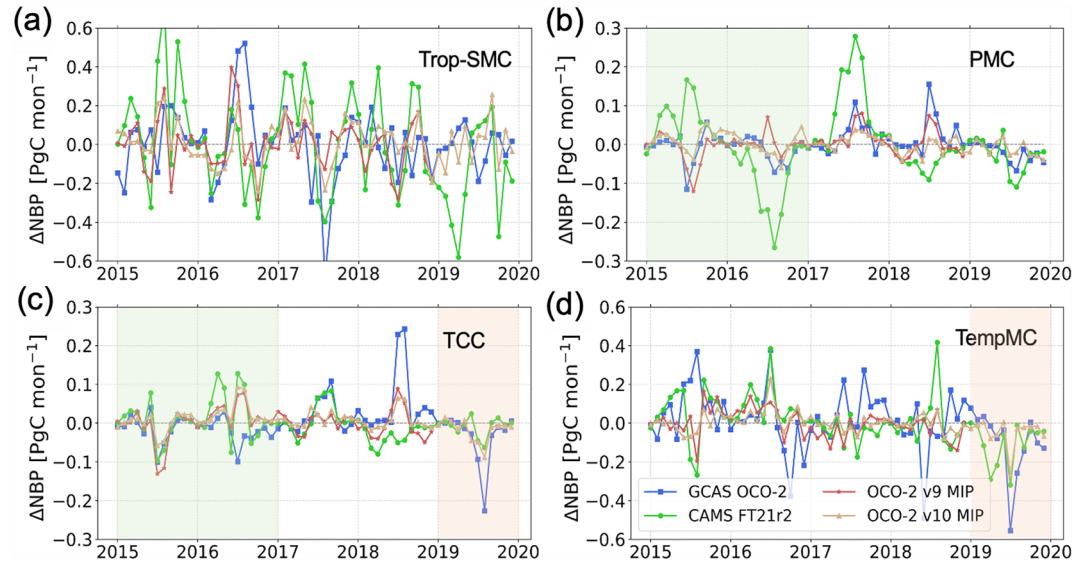 (a)
Trop-SMC
ΔNBP [PgC mon⁻¹]
0.6
0.4
0.2
0.0
−0.2
−0.4
−0.6
2015 2016 2017 2018 2019 2020
(b)
PMC
ΔNBP [PgC mon⁻¹]
0.3
0.2
0.1
0.0
−0.1
−0.2
−0.3
2015 2016 2017 2018 2019 2020
(c)
TCC
ΔNBP [PgC mon⁻¹]
0.3
0.2
0.1
0.0
−0.1
−0.2
−0.3
2015 2016 2017 2018 2019 2020
(d)
TempMC
ΔNBP [PgC mon⁻¹]
0.6
0.4
0.2
0.0
−0.2
−0.4
−0.6
GCAS OCO-2 OCO-2 v9 MIP
CAMS FT21r2 OCO-2 v10 MIP
2015 2016 2017 2018 2019 2020